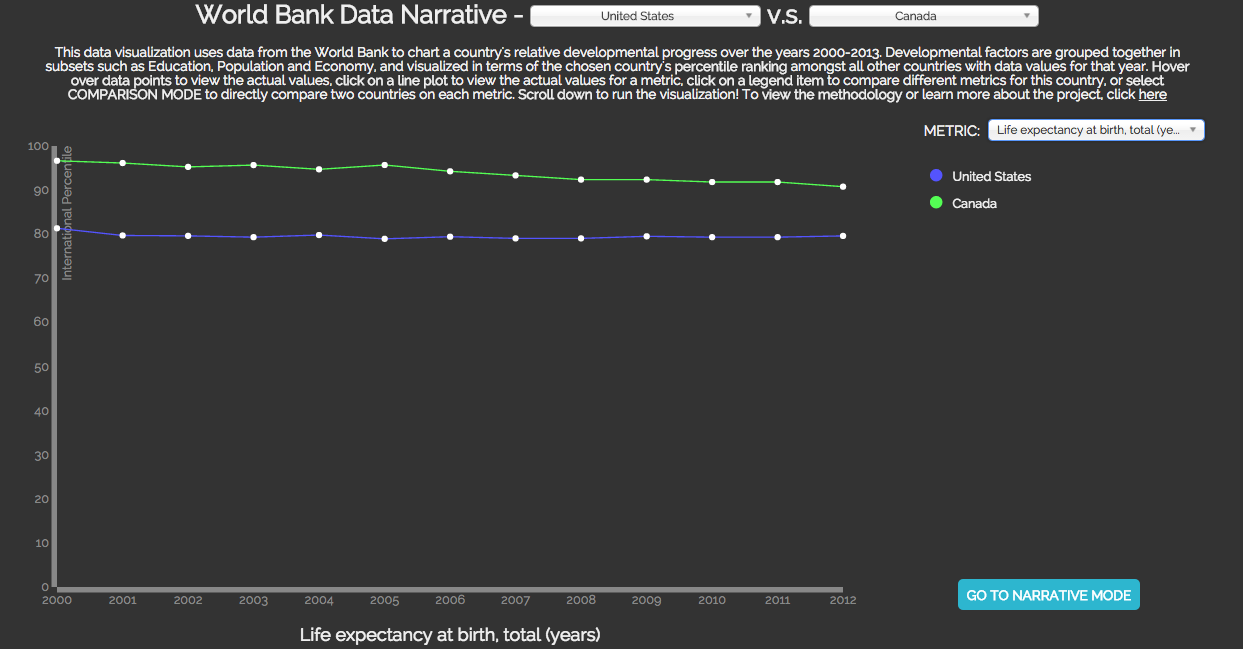 World Bank Data Narrative - United States v.s. Canada
This data visualization uses data from the World Bank to chart a country's relative developmental progress over the years 2000-2013. Developmental factors are grouped together in
subsets such as Education, Population and Economy, and visualized in terms of the chosen country's percentile ranking amongst all other countries with data values for that year. Hover
over data points to view the actual values, click on a line plot to view the actual values for a metric, click on a legend item to compare different metrics for this country, or select
COMPARISON MODE to directly compare two countries on each metric. Scroll down to run the visualization! To view the methodology or learn more about the project, click here
METRIC: Life expectancy at birth, total (ye...
United States
Canada
International Percentile
100
90
80
70
60
50
40
30
20
10
0
2000 2001 2002 2003 2004 2005 2006 2007 2008 2009 2010 2011 2012
Life expectancy at birth, total (years)
GO TO NARRATIVE MODE